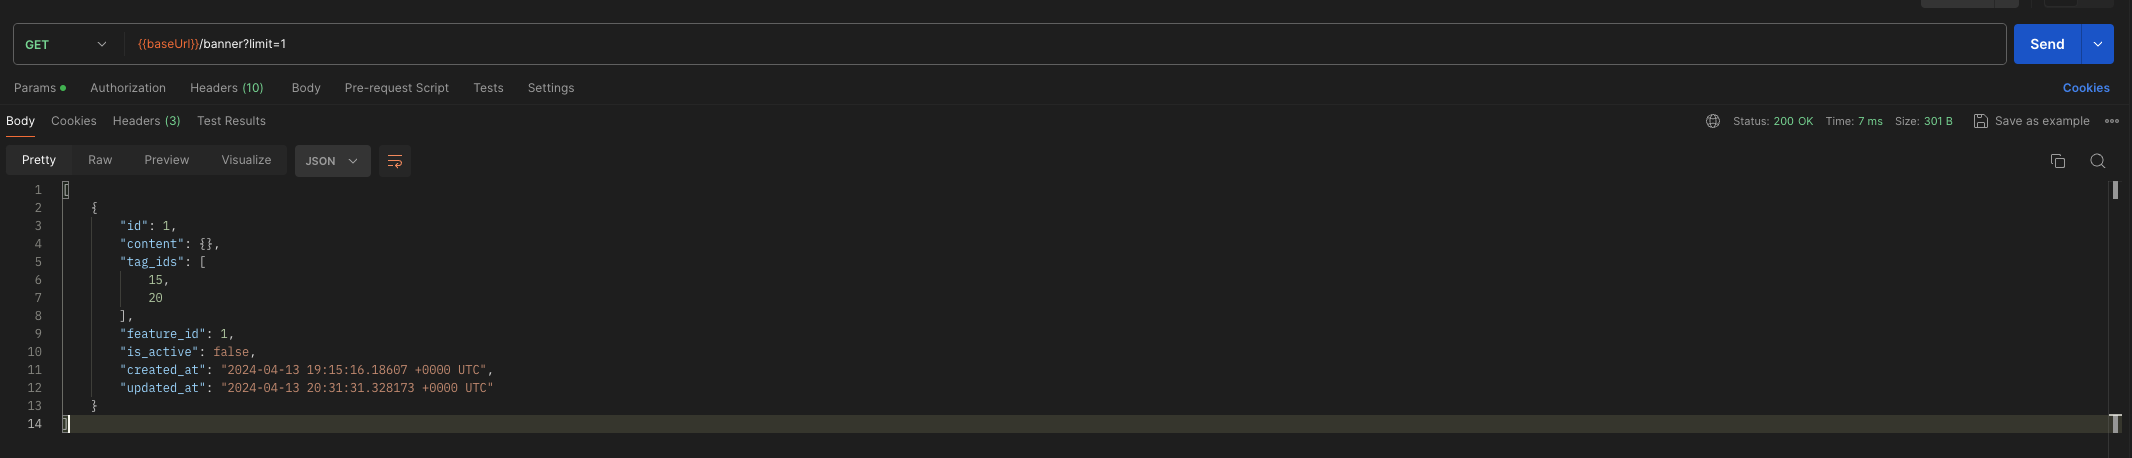 GET {{baseUrl}}/banner?limit=1 Send
Params Authorization Headers (10) Body Pre-request Script Tests Settings Cookies
Body Cookies Headers (3) Test Results Status: 200 OK Time: 7 ms Size: 301 B Save as example
Pretty Raw Preview Visualize JSON
1 [
2 {
3 "id": 1,
4 "content": {},
5 "tag_ids": [
6 15,
7 20
8 ],
9 "feature_id": 1,
10 "is_active": false,
11 "created_at": "2024-04-13 19:15:16.18607 +0000 UTC",
12 "updated_at": "2024-04-13 20:31:31.328173 +0000 UTC"
13 }
14 ]